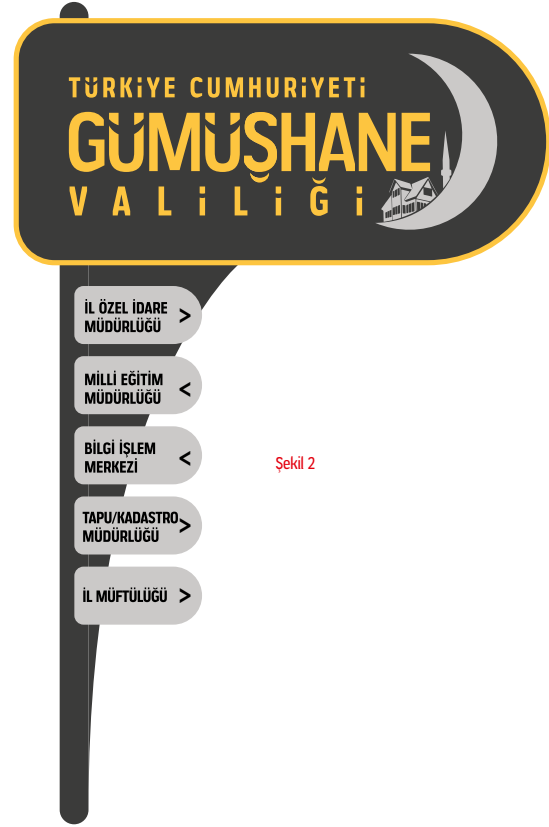 TÜRKİYE CUMHURİYETİ
GÜMÜŞHANE
VALİLİĞİ
İL ÖZEL İDARE
MÜDÜRLÜĞÜ >
MİLLİ EĞİTİM
MÜDÜRLÜĞÜ <
BİLGİ İŞLEM
MERKEZİ <
TAPU/KADASTRO
MÜDÜRLÜĞÜ >
İL MÜFTÜLÜĞÜ >
Şekil 2